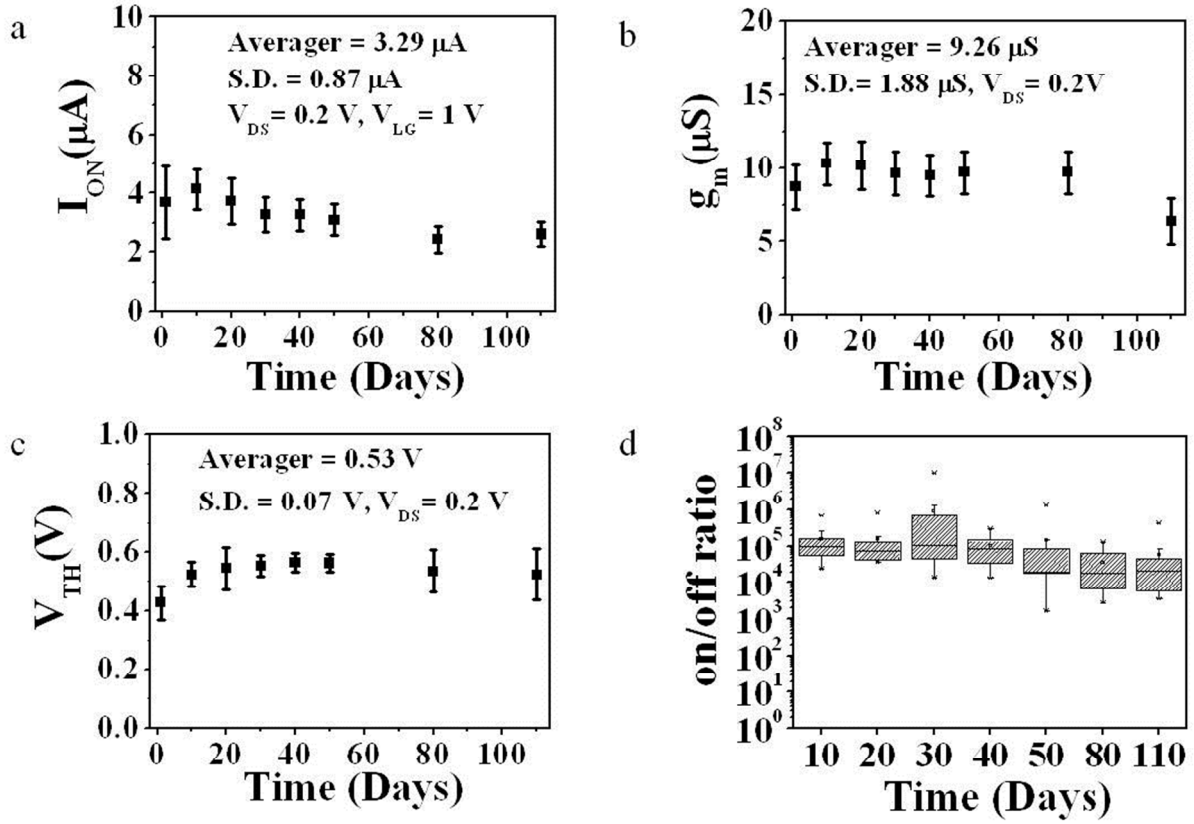 a
10
8
6
4
2
0
I_ON (μA)
Averager = 3.29 μA
S.D. = 0.87 μA
V_DS = 0.2 V, V_LG = 1 V
0 20 40 60 80 100
Time (Days)
b
20
15
10
5
0
g_m (μS)
Averager = 9.26 μS
S.D.= 1.88 μS, V_DS = 0.2V
0 20 40 60 80 100
Time (Days)
c
1.0
0.8
0.6
0.4
0.2
0.0
V_TH (V)
Averager = 0.53 V
S.D. = 0.07 V, V_DS = 0.2 V
0 20 40 60 80 100
Time (Days)
d
10^8
10^7
10^6
10^5
10^4
10^3
10^2
10^1
10^0
on/off ratio
10 20 30 40 50 80 110
Time (Days)